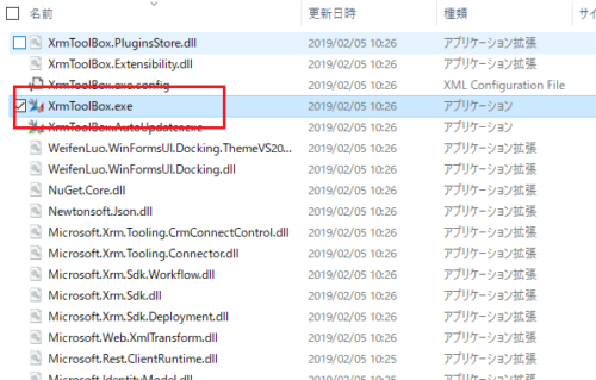 名前 更新日時 種類 サイ
XrmToolBox.PluginsStore.dll 2019/02/05 10:26 アプリケーション拡張
XrmToolBox.Extensibility.dll 2019/02/05 10:26 アプリケーション拡張
XrmToolBox.exe.config 2019/02/05 10:26 XML Configuration File
XrmToolBox.exe 2019/02/05 10:26 アプリケーション
XrmToolBox.AutoUpdater.exe 2019/02/05 10:26 アプリケーション
WeifenLuo.WinFormsUI.Docking.ThemeVS20... 2019/02/05 10:26 アプリケーション拡張
WeifenLuo.WinFormsUI.Docking.dll 2019/02/05 10:26 アプリケーション拡張
NuGet.Core.dll 2019/02/05 10:26 アプリケーション拡張
Newtonsoft.Json.dll 2019/02/05 10:26 アプリケーション拡張
Microsoft.Xrm.Tooling.CrmConnectControl.dll 2019/02/05 10:26 アプリケーション拡張
Microsoft.Xrm.Tooling.Connector.dll 2019/02/05 10:26 アプリケーション拡張
Microsoft.Xrm.Sdk.Workflow.dll 2019/02/05 10:26 アプリケーション拡張
Microsoft.Xrm.Sdk.dll 2019/02/05 10:26 アプリケーション拡張
Microsoft.Xrm.Sdk.Deployment.dll 2019/02/05 10:26 アプリケーション拡張
Microsoft.Web.XmlTransform.dll 2019/02/05 10:26 アプリケーション拡張
Microsoft.Rest.ClientRuntime.dll 2019/02/05 10:25 アプリケーション拡張
Microsoft.IdentityModel.dll 2019/02/05 10:26 アプリケーション拡張